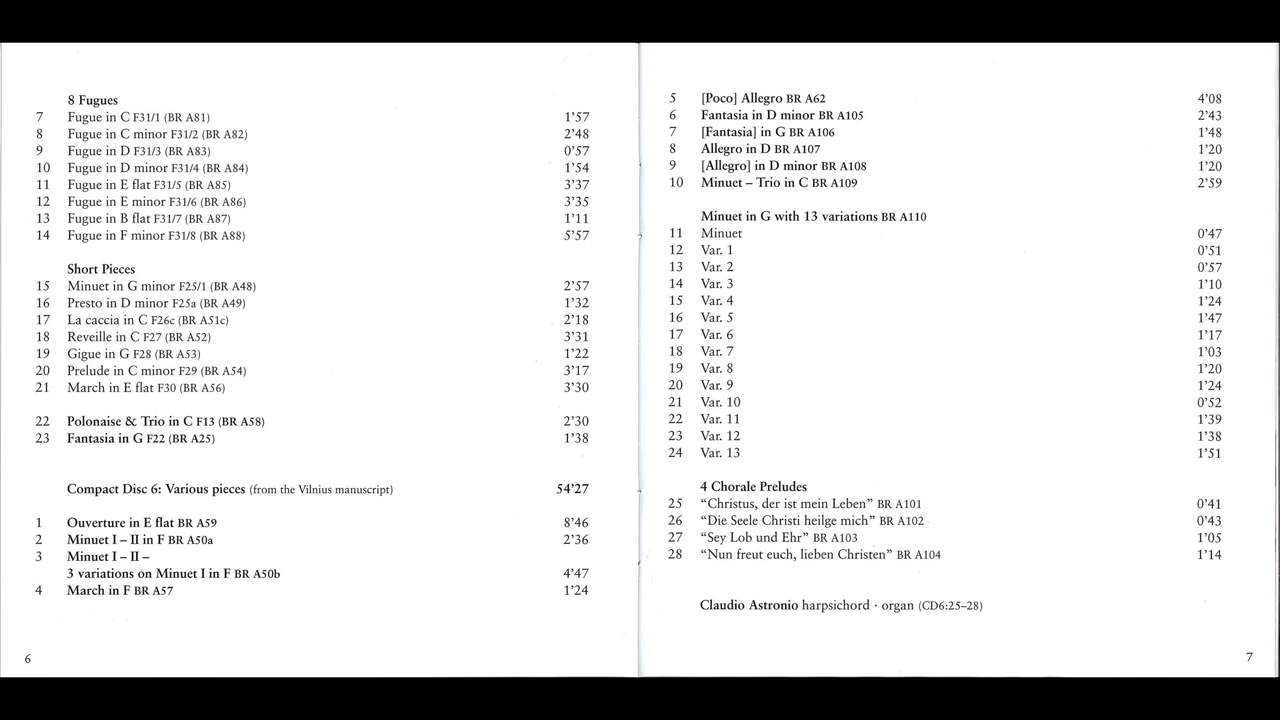 8 Fugues
7 Fugue in C F31/1 (BR A81) 1’57
8 Fugue in C minor F31/2 (BR A82) 2’48
9 Fugue in D F31/3 (BR A83) 0’57
10 Fugue in D minor F31/4 (BR A84) 1’54
11 Fugue in E flat F31/5 (BR A85) 3’37
12 Fugue in E minor F31/6 (BR A86) 3’35
13 Fugue in B flat F31/7 (BR A87) 1’11
14 Fugue in F minor F31/8 (BR A88) 5’57
Short Pieces
15 Minuet in G minor F25/1 (BR A48) 2’57
16 Presto in D minor F25a (BR A49) 1’32
17 La caccia in C F26c (BR A51c) 2’18
18 Reveille in C F27 (BR A52) 3’31
19 Gigue in G F28 (BR A53) 1’22
20 Prelude in C minor F29 (BR A54) 3’17
21 March in E flat F30 (BR A56) 3’30
22 Polonaise & Trio in C F13 (BR A58) 2’30
23 Fantasia in G F22 (BR A25) 1’38
Compact Disc 6: Various pieces (from the Vilnius manuscript) 54’27
1 Ouverture in E flat BR A59 8’46
2 Minuet I – II in F BR A50a 2’36
3 Minuet I – II –
3 variations on Minuet I in F BR A50b 4’47
4 March in F BR A57 1’24
6
5 [Poco] Allegro BR A62 4’08
6 Fantasia in D minor BR A105 2’43
7 [Fantasia] in G BR A106 1’48
8 Allegro in D BR A107 1’20
9 [Allegro] in D minor BR A108 1’20
10 Minuet – Trio in C BR A109 2’59
Minuet in G with 13 variations BR A110
11 Minuet 0’47
12 Var. 1 0’51
13 Var. 2 0’57
14 Var. 3 1’10
15 Var. 4 1’24
16 Var. 5 1’47
17 Var. 6 1’17
18 Var. 7 1’03
19 Var. 8 1’20
20 Var. 9 1’24
21 Var. 10 0’52
22 Var. 11 1’39
23 Var. 12 1’38
24 Var. 13 1’51
4 Chorale Preludes
25 “Christus, der ist mein Leben” BR A101 0’41
26 “Die Seele Christi heilge mich” BR A102 0’43
27 “Sey Lob und Ehr” BR A103 1’05
28 “Nun freut euch, lieben Christen” BR A104 1’14
Claudio Astronio harpsichord · organ (CD6:25–28)
7